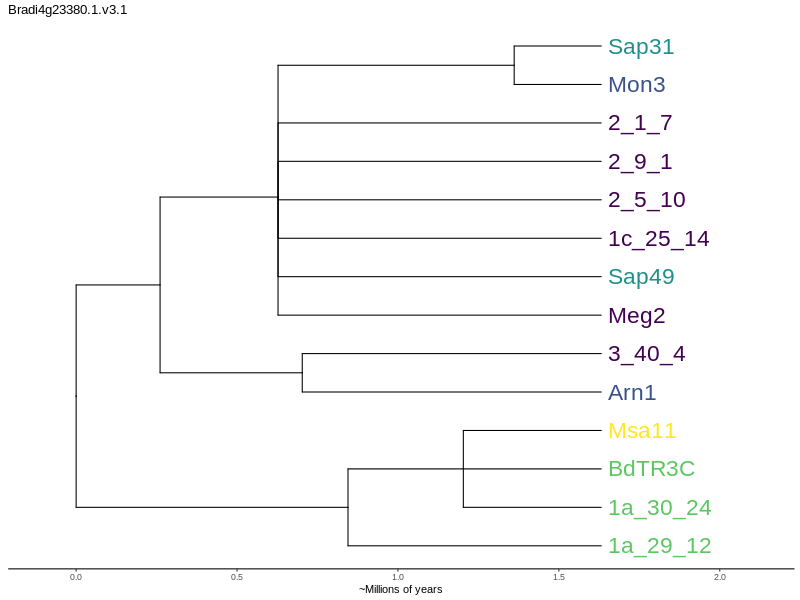 Bradi4g23380.1.v3.1
Sap31
Mon3
2_1_7
2_9_1
2_5_10
1c_25_14
Sap49
Meg2
3_40_4
Arn1
Msa11
BdTR3C
1a_30_24
1a_29_12
0.0 0.5 1.0 1.5 2.0
~Millions of years